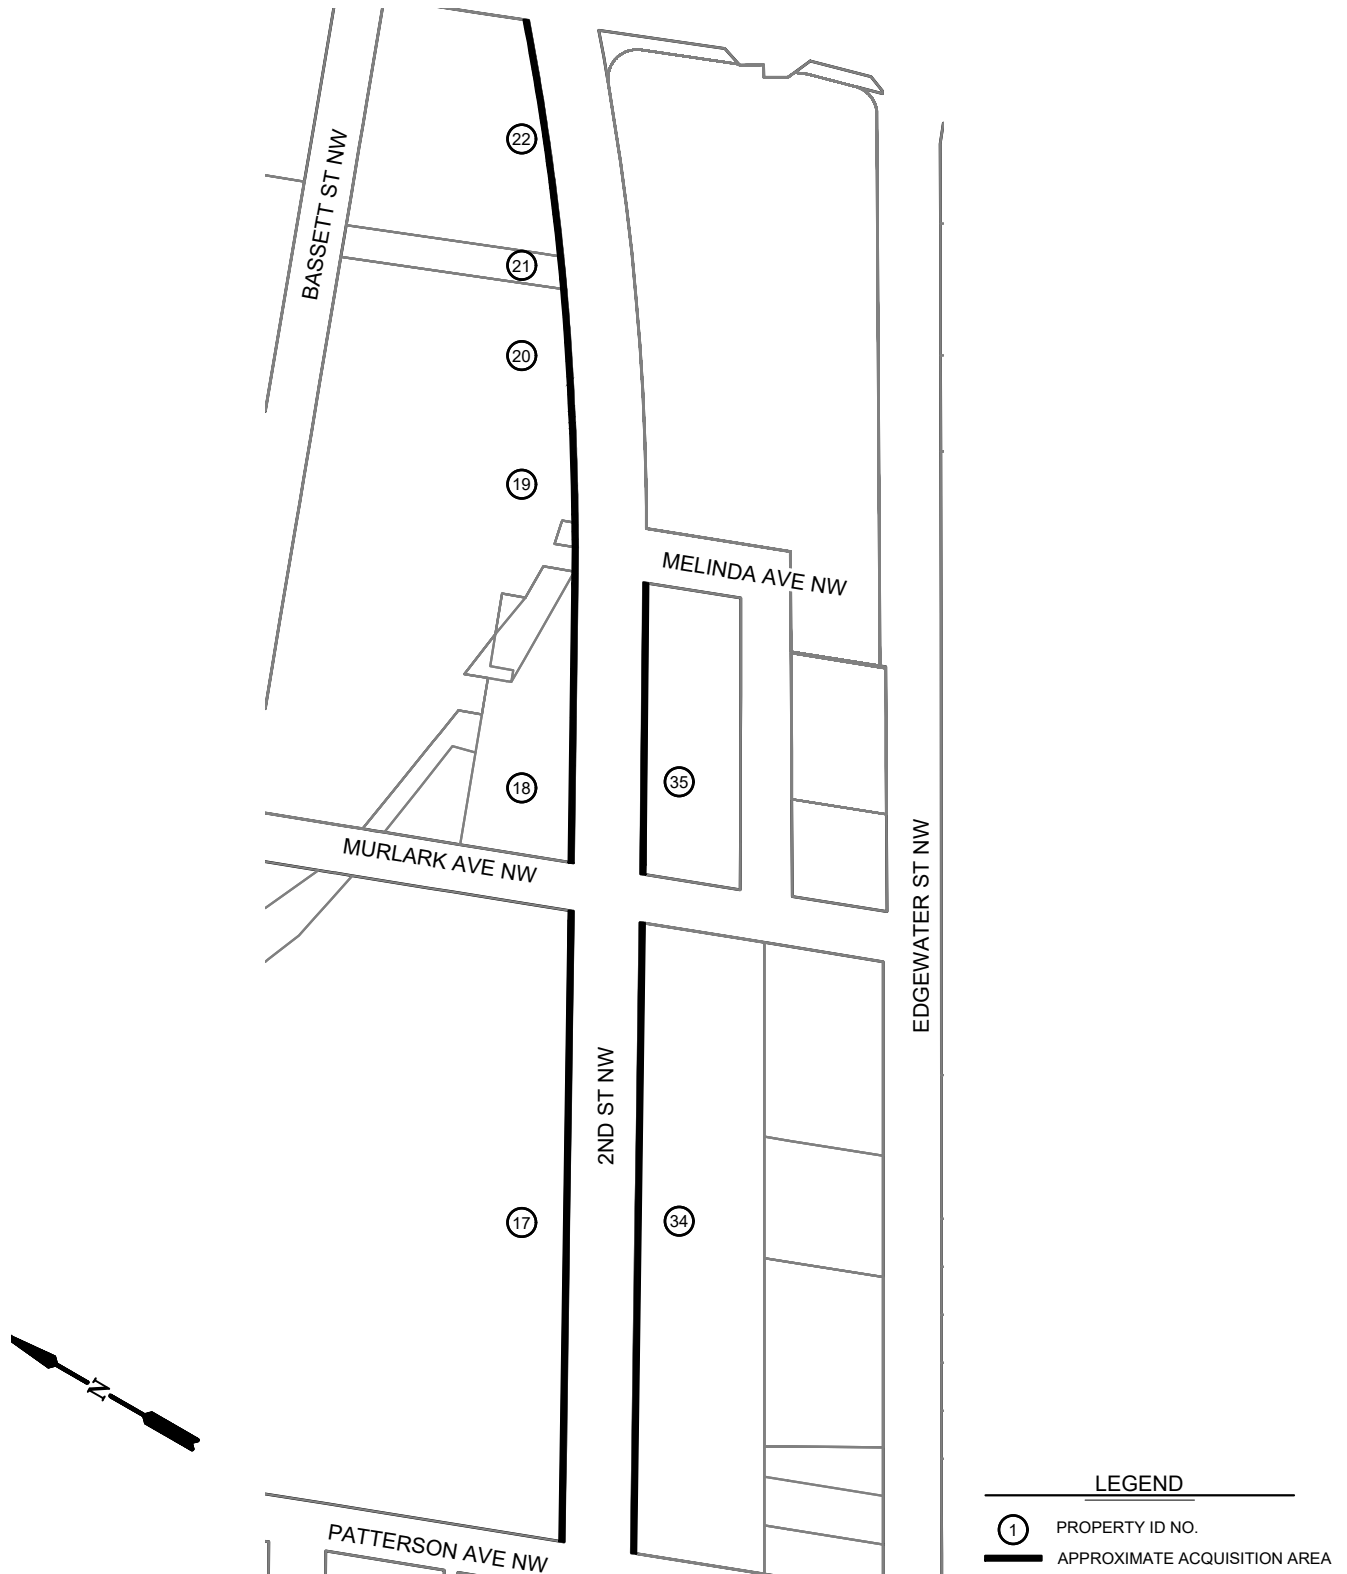 22
BASSETT ST NW
21
20
19
MELINDA AVE NW
35
18
MURLARK AVE NW
EDGEWATER ST NW
2ND ST NW
17
34
N
LEGEND
1 PROPERTY ID NO.
APPROXIMATE ACQUISITION AREA
PATTERSON AVE NW